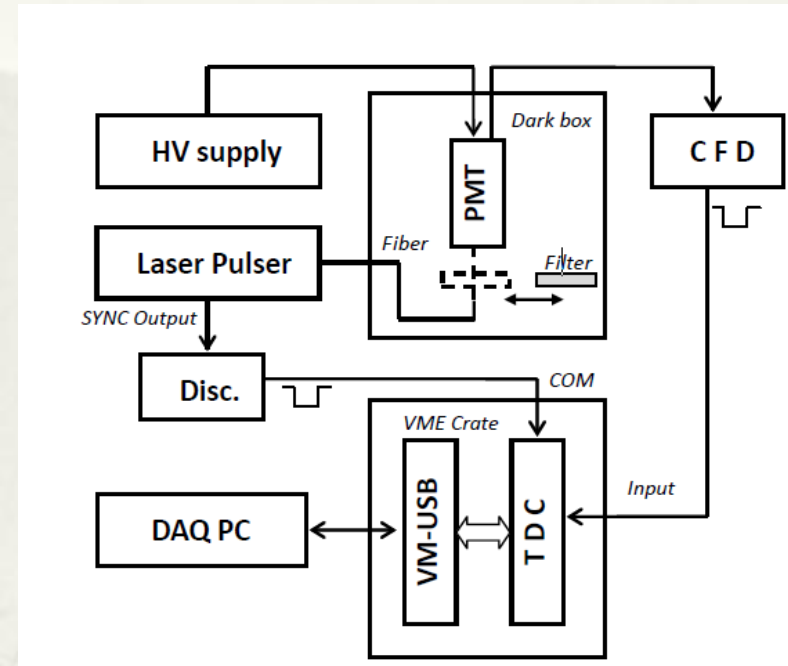 HV supply
Dark box
C F D
PMT
Fiber
Filter
Laser Pulser
SYNC Output
Disc.
COM
VME Crate
VM-USB
T D C
Input
DAQ PC